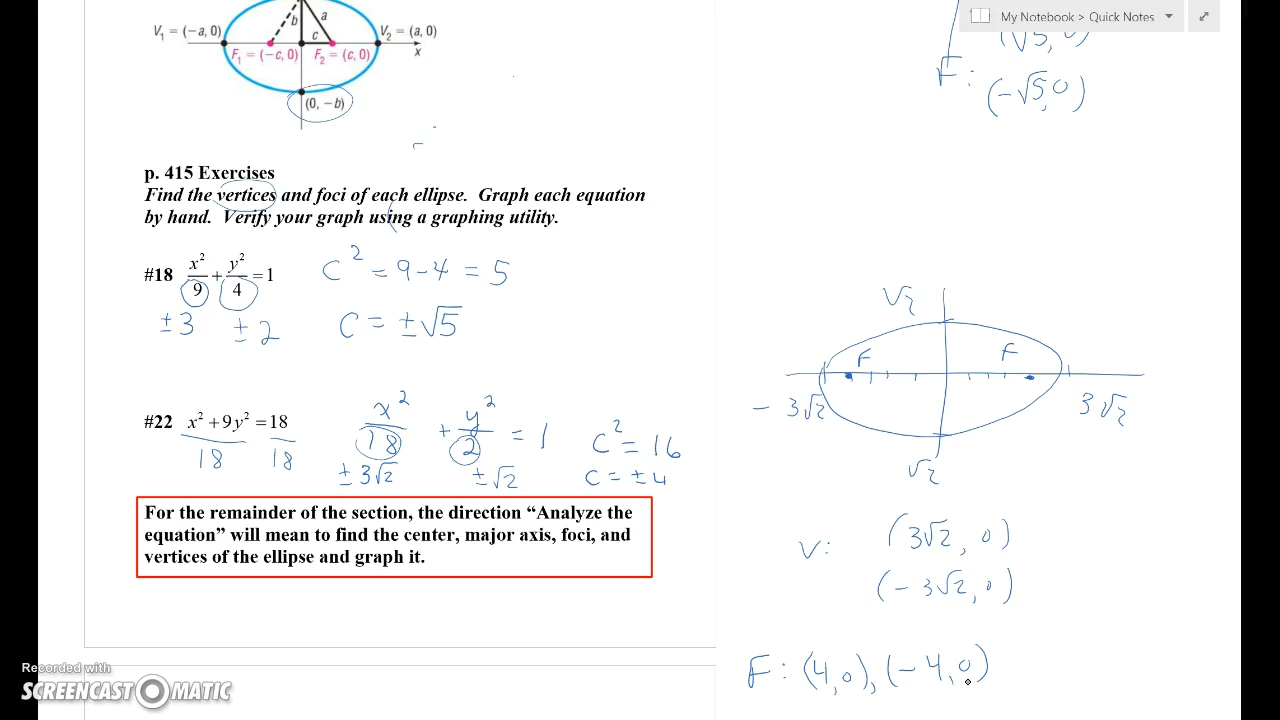 My Notebook > Quick Notes
b a
V₁ = (−a, 0) c V₂ = (a, 0)
F₁ = (−c, 0) F₂ = (c, 0) x
(0, −b)
(√5, 0)
F: (-√5, 0)
p. 415 Exercises
Find the vertices and foci of each ellipse. Graph each equation
by hand. Verify your graph using a graphing utility.
#18 x²/9 + y²/4 = 1 c² = 9 - 4 = 5
±3 ±2 c = ±√5
#22 x² + 9y² = 18 x²/18 + y²/2 = 1 c² = 16
18 18 ±3√2 ±√2 c = ±4
For the remainder of the section, the direction “Analyze the
equation” will mean to find the center, major axis, foci, and
vertices of the ellipse and graph it.
√2
F F
- 3√2 3√2
√2
V: (3√2, 0)
(- 3√2, 0)
F: (4, 0), (-4, 0)
Recorded with
SCREENCAST MATIC